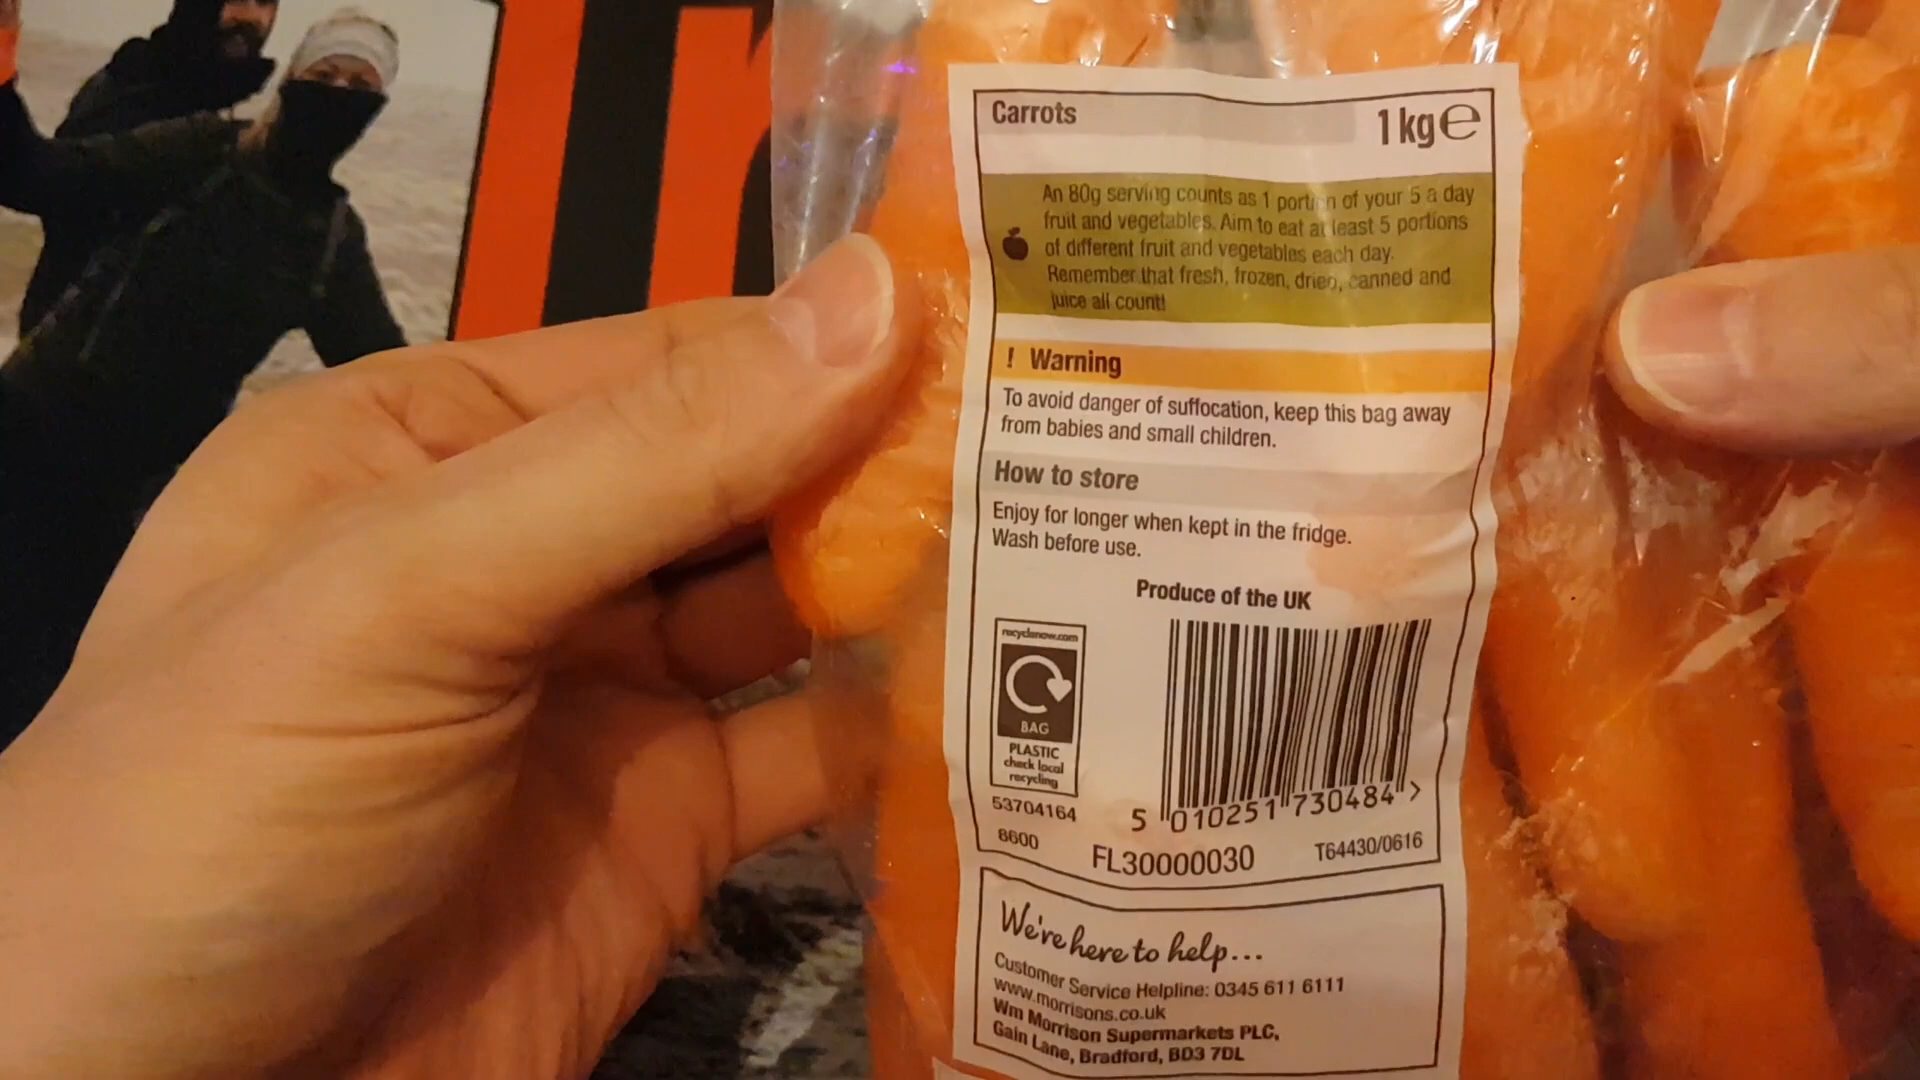 Carrots
1kg℮
An 80g serving counts as 1 portion of your 5 a day
fruit and vegetables. Aim to eat at least 5 portions
of different fruit and vegetables each day.
Remember that fresh, frozen, dried, canned and
juice all count!
! Warning
To avoid danger of suffocation, keep this bag away
from babies and small children.
How to store
Enjoy for longer when kept in the fridge.
Wash before use.
Produce of the UK
recyclenow.com
BAG
PLASTIC
check local
recycling
53704164
8600
5 010251 730484 >
FL30000030
T64430/0616
We're here to help...
Customer Service Helpline: 0345 611 6111
www.morrisons.co.uk
Wm Morrison Supermarkets PLC,
Gain Lane, Bradford, BD3 7DL